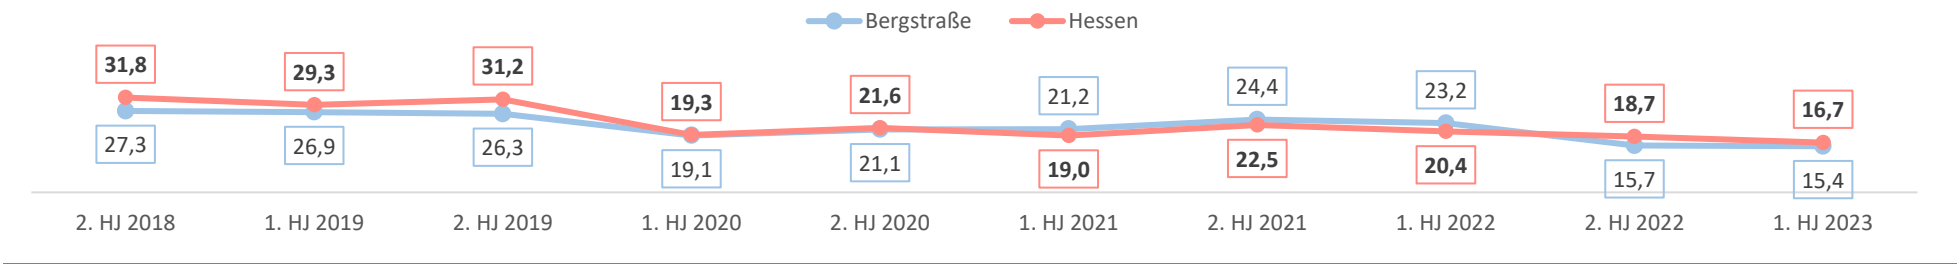 Bergstraße Hessen
31,8 29,3 31,2 19,3 21,6 21,2 24,4 23,2 18,7 16,7
27,3 26,9 26,3 19,1 21,1 19,0 22,5 20,4 15,7 15,4
2. HJ 2018 1. HJ 2019 2. HJ 2019 1. HJ 2020 2. HJ 2020 1. HJ 2021 2. HJ 2021 1. HJ 2022 2. HJ 2022 1. HJ 2023